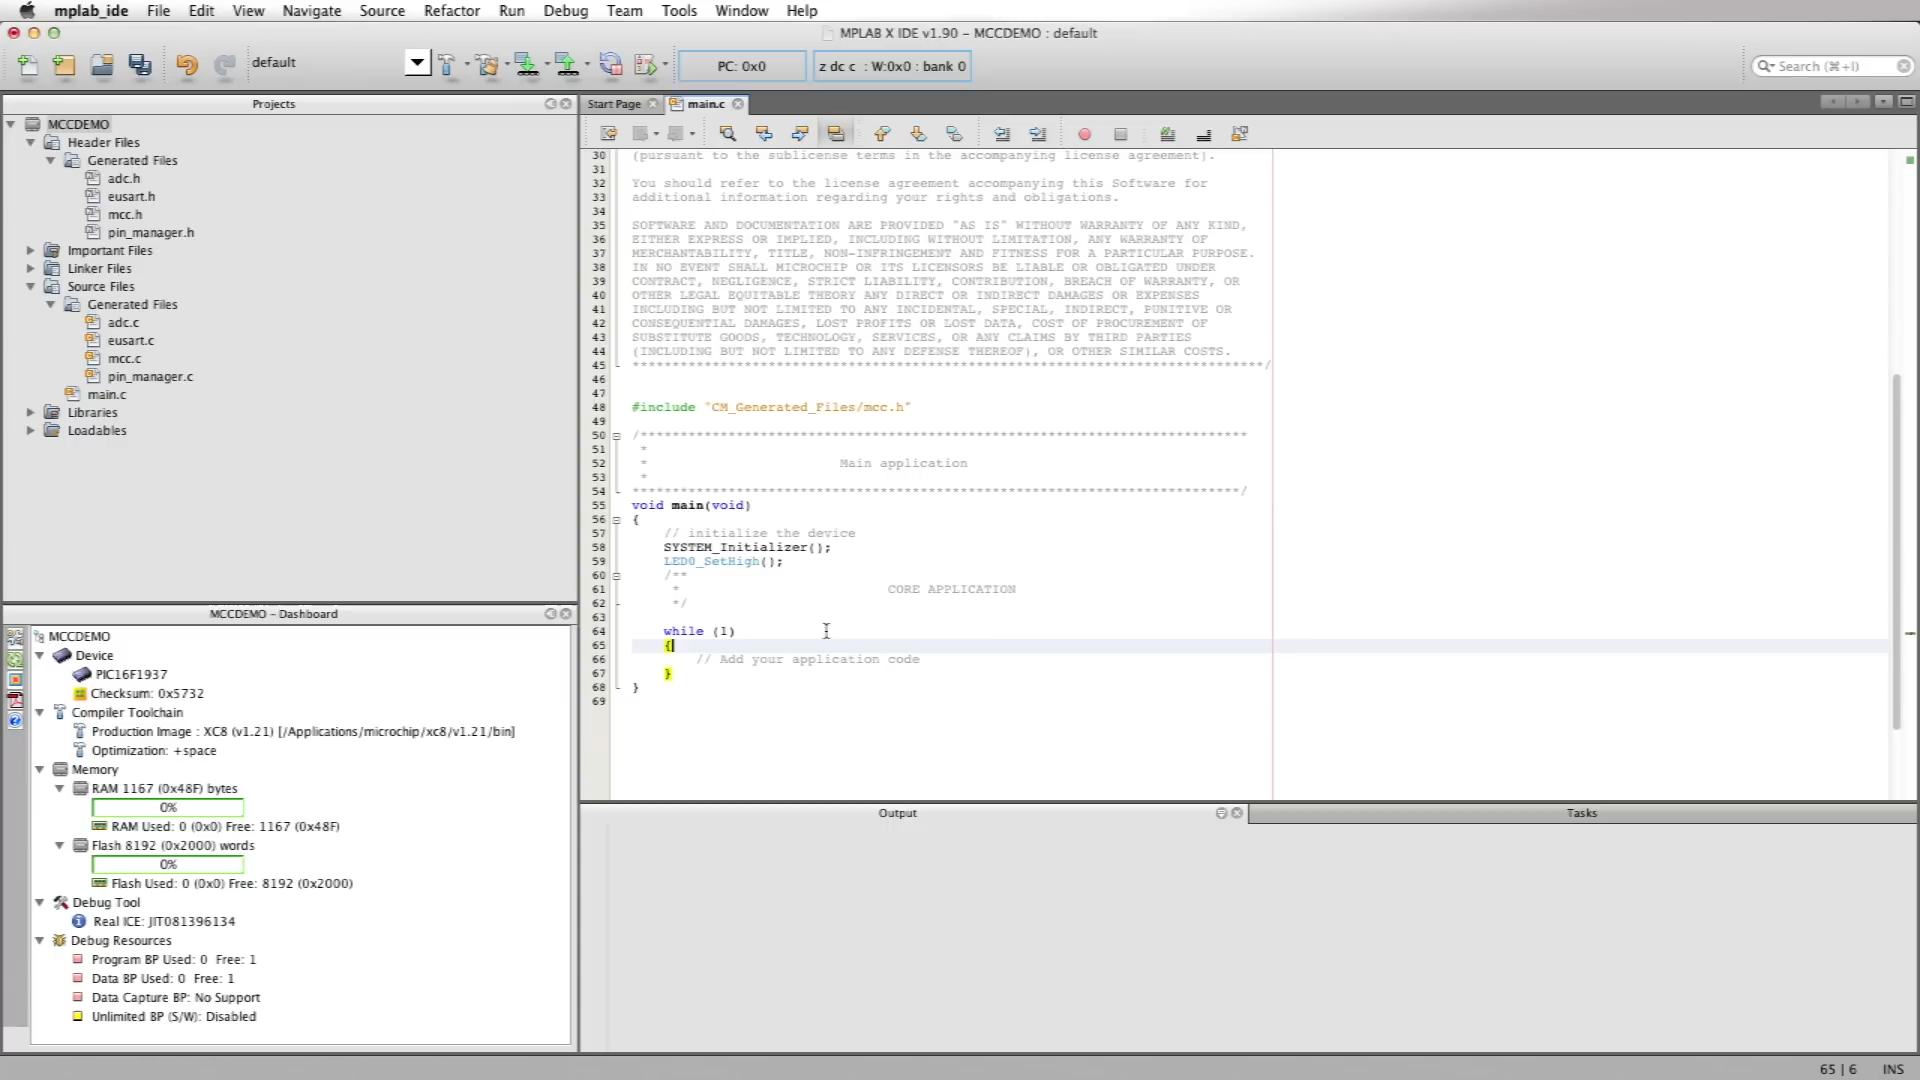 mplab_ide File Edit View Navigate Source Refactor Run Debug Team Tools Window Help
MPLAB X IDE v1.90 – MCCDEMO : default
default
PC: 0x0
z dc c : W:0x0 : bank 0
Search (⌘+I)
Projects
MCCDEMO
Header Files
Generated Files
adc.h
eusart.h
mcc.h
pin_manager.h
Important Files
Linker Files
Source Files
Generated Files
adc.c
eusart.c
mcc.c
pin_manager.c
main.c
Libraries
Loadables
MCCDEMO – Dashboard
MCCDEMO
Device
PIC16F1937
Checksum: 0x5732
Compiler Toolchain
Production Image : XC8 (v1.21) [/Applications/microchip/xc8/v1.21/bin]
Optimization: +space
Memory
RAM 1167 (0x48F) bytes
0%
RAM Used: 0 (0x0) Free: 1167 (0x48F)
Flash 8192 (0x2000) words
0%
Flash Used: 0 (0x0) Free: 8192 (0x2000)
Debug Tool
Real ICE: JIT081396134
Debug Resources
Program BP Used: 0 Free: 1
Data BP Used: 0 Free: 1
Data Capture BP: No Support
Unlimited BP (S/W): Disabled
Start Page
main.c
30 (pursuant to the sublicense terms in the accompanying license agreement).
31
32 You should refer to the license agreement accompanying this Software for
33 additional information regarding your rights and obligations.
34
35 SOFTWARE AND DOCUMENTATION ARE PROVIDED "AS IS" WITHOUT WARRANTY OF ANY KIND,
36 EITHER EXPRESS OR IMPLIED, INCLUDING WITHOUT LIMITATION, ANY WARRANTY OF
37 MERCHANTABILITY, TITLE, NON-INFRINGEMENT AND FITNESS FOR A PARTICULAR PURPOSE.
38 IN NO EVENT SHALL MICROCHIP OR ITS LICENSORS BE LIABLE OR OBLIGATED UNDER
39 CONTRACT, NEGLIGENCE, STRICT LIABILITY, CONTRIBUTION, BREACH OF WARRANTY, OR
40 OTHER LEGAL EQUITABLE THEORY ANY DIRECT OR INDIRECT DAMAGES OR EXPENSES
41 INCLUDING BUT NOT LIMITED TO ANY INCIDENTAL, SPECIAL, INDIRECT, PUNITIVE OR
42 CONSEQUENTIAL DAMAGES, LOST PROFITS OR LOST DATA, COST OF PROCUREMENT OF
43 SUBSTITUTE GOODS, TECHNOLOGY, SERVICES, OR ANY CLAIMS BY THIRD PARTIES
44 (INCLUDING BUT NOT LIMITED TO ANY DEFENSE THEREOF), OR OTHER SIMILAR COSTS.
45 *******************************************************************************/
46
47
48 #include "CM_Generated_Files/mcc.h"
49
50 /****************************************************************************
51 *
52 * Main application
53 *
54 ****************************************************************************/
55 void main(void)
56 {
57 // initialize the device
58 SYSTEM_Initializer();
59 LED0_SetHigh();
60 /**
61 * CORE APPLICATION
62 */
63
64 while (1)
65 {
66 // Add your application code
67 }
68 }
69
Output
Tasks
65 | 6 INS